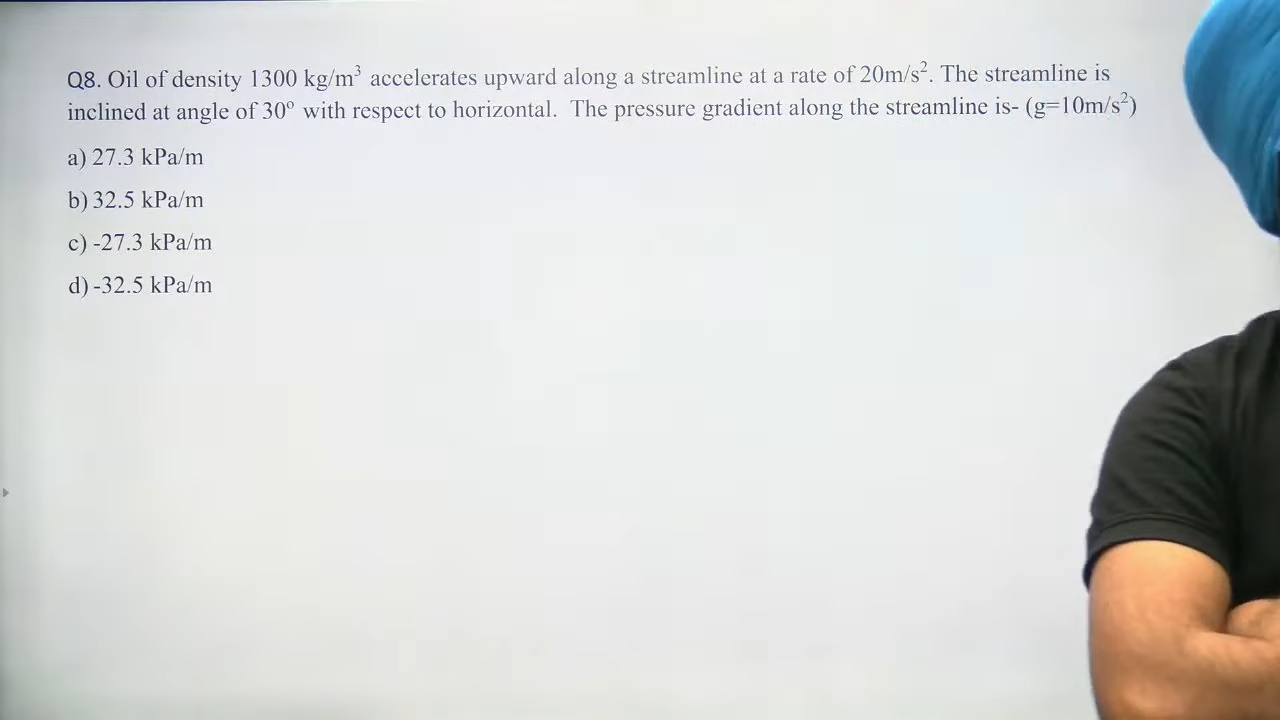 Q8. Oil of density 1300 kg/m³ accelerates upward along a streamline at a rate of 20m/s². The streamline is
inclined at angle of 30° with respect to horizontal. The pressure gradient along the streamline is- (g=10m/s²)
a) 27.3 kPa/m
b) 32.5 kPa/m
c) -27.3 kPa/m
d) -32.5 kPa/m